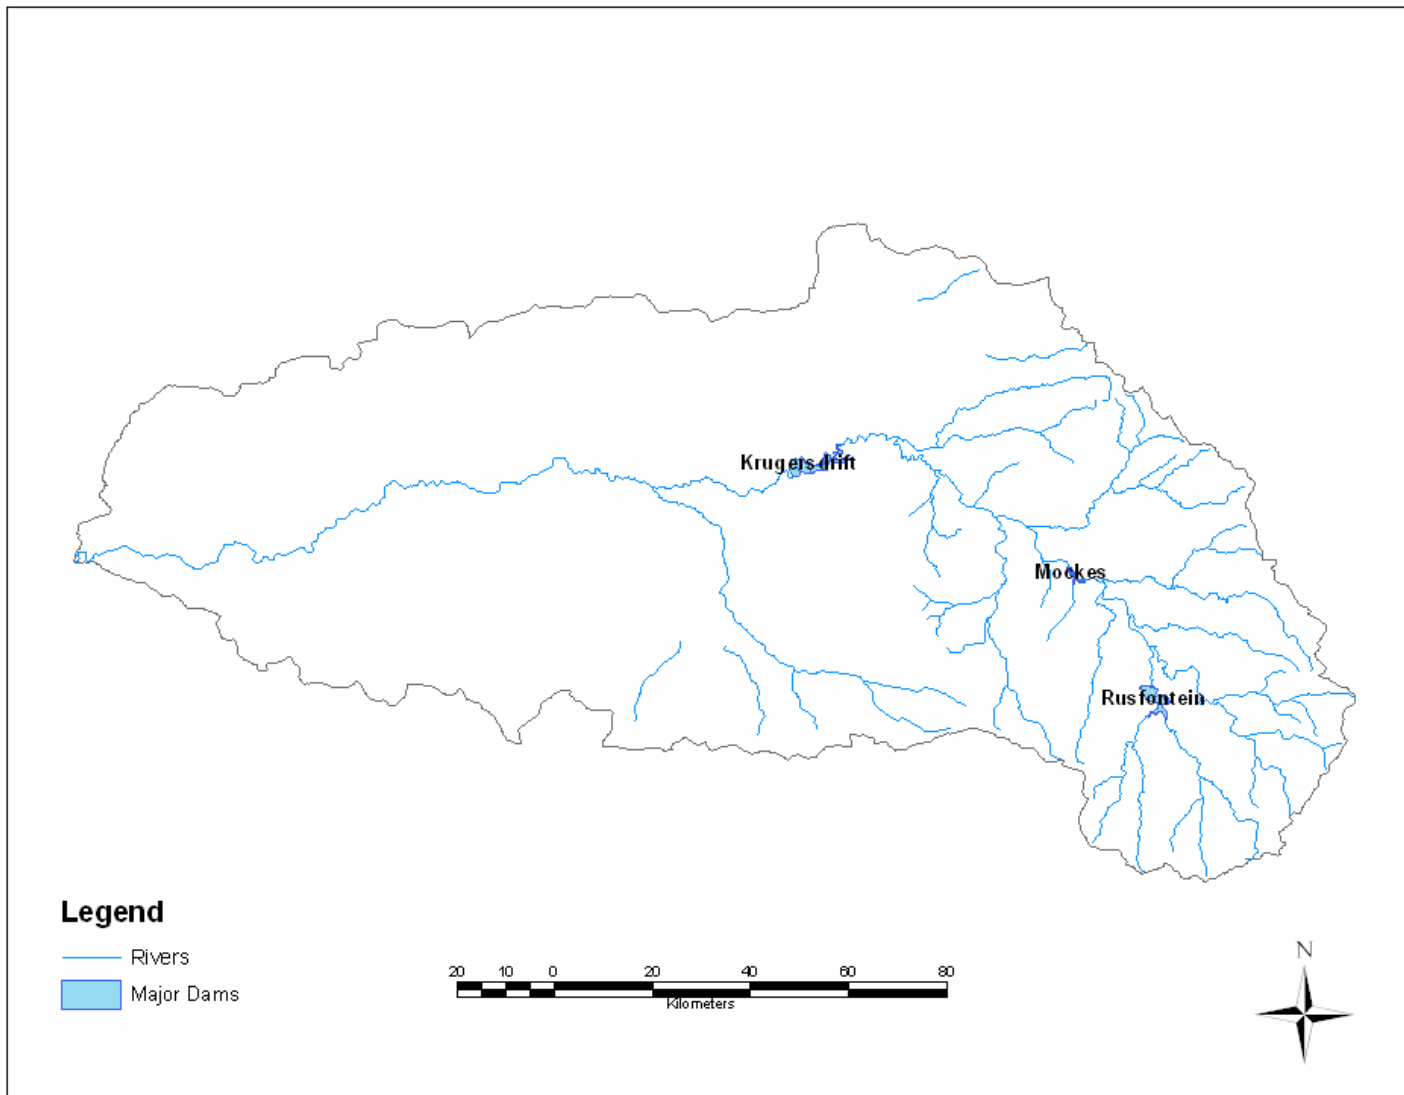 Krugersdrift
Mockes
Rusfontein
Legend
Rivers
Major Dams
20 10 0 20 40 60 80
Kilometers
N